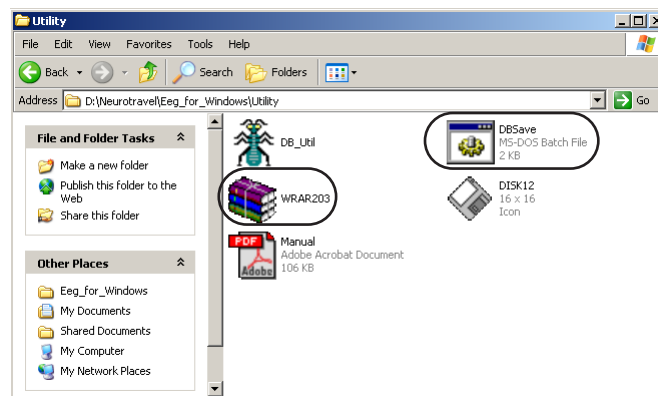 Utility
File Edit View Favorites Tools Help
Back Search Folders
Address D:\Neurotravel\Eeg_for_Windows\Utility Go
File and Folder Tasks
Make a new folder
Publish this folder to the
Web
Share this folder
Other Places
Eeg_for_Windows
My Documents
Shared Documents
My Computer
My Network Places
DB_Util
DBSave
MS-DOS Batch File
2 KB
WRAR203
DISK12
16 x 16
Icon
PDF
Adobe
Manual
Adobe Acrobat Document
106 KB